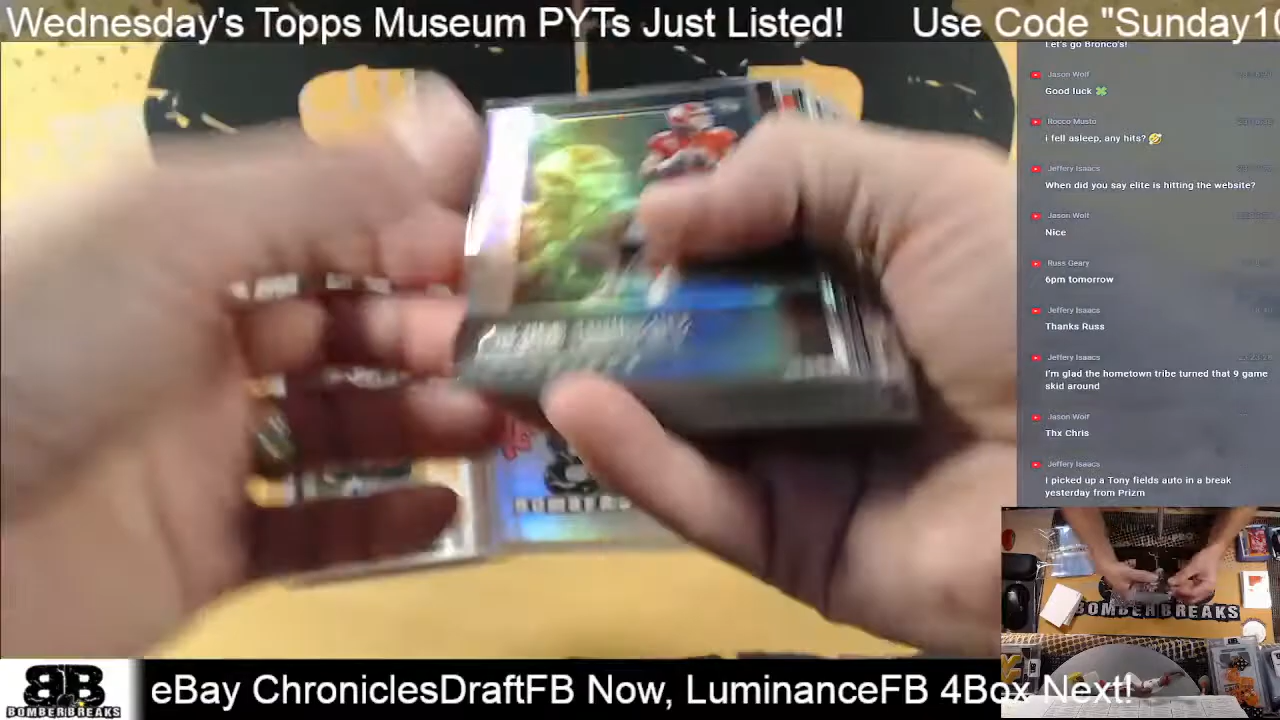 Wednesday's Topps Museum PYTs Just Listed! Use Code "Sunday10
Let's go Bronco's!
Jason Wolf
Good luck
Rocco Musto
i fell asleep, any hits?
Jeffery Isaacs
When did you say elite is hitting the website?
Jason Wolf
Nice
Russ Geary
6pm tomorrow
Jeffery Isaacs
Thanks Russ
Jeffery Isaacs
I'm glad the hometown tribe turned that 9 game
skid around
Jason Wolf
Thx Chris
Jeffery Isaacs
I picked up a Tony fields auto in a break
yesterday from Prizm
BOMBER BREAKS
BB
BOMBERBREAKS
eBay ChroniclesDraftFB Now, LuminanceFB 4Box Next!